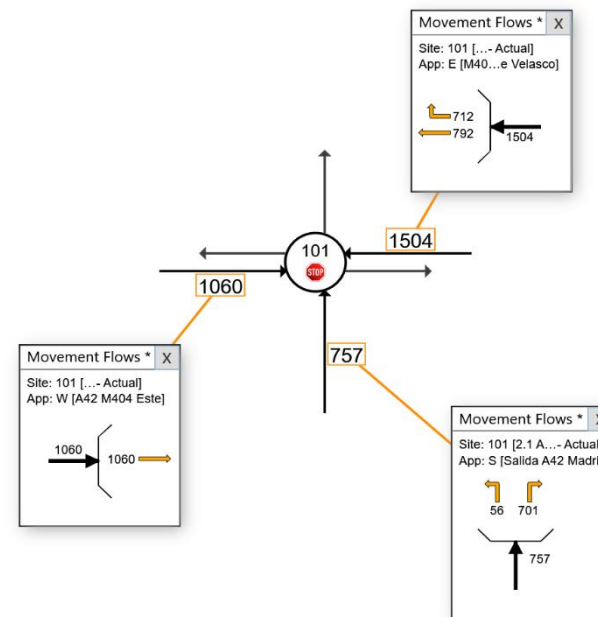 Movement Flows * X
Site: 101 [...- Actual]
App: E [M40...e Velasco]
712
792
1504
101
STOP
1504
1060
757
Movement Flows * X
Site: 101 [...- Actual]
App: W [A42 M404 Este]
1060
1060
Movement Flows * X
Site: 101 [2.1 A...- Actual
App: S [Salida A42 Madri
56 701
757